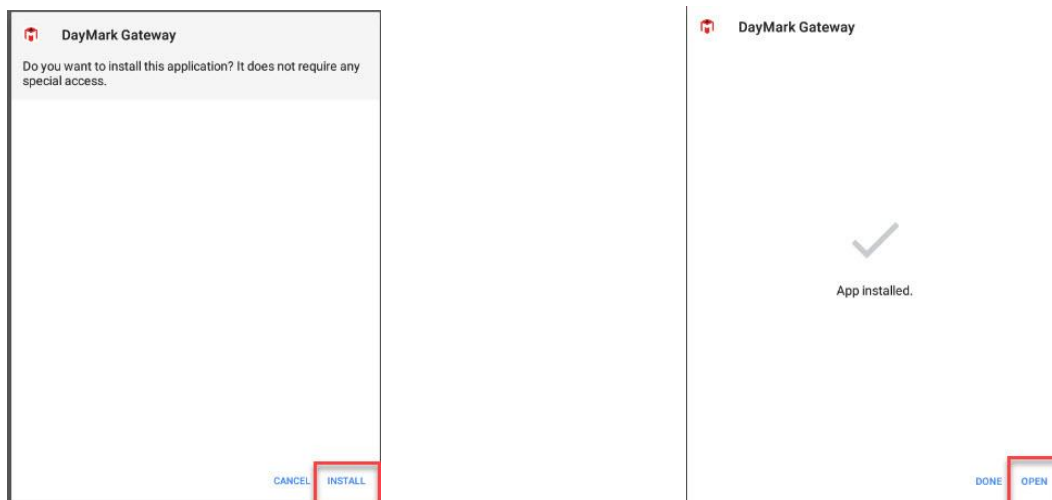 DayMark Gateway
Do you want to install this application? It does not require any
special access.
CANCEL INSTALL
DayMark Gateway
App installed.
DONE OPEN